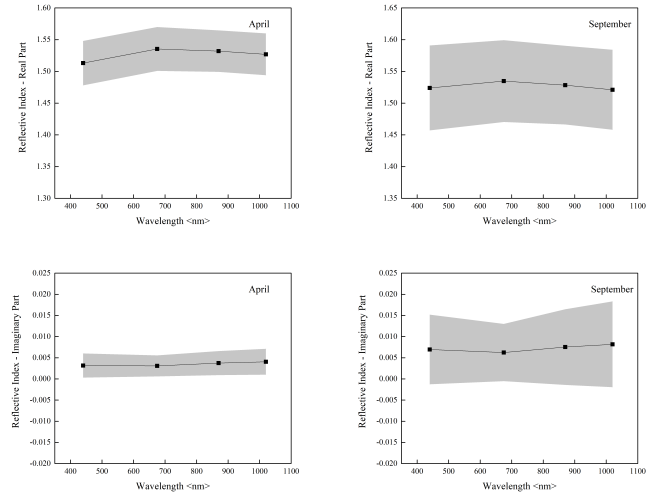 Reflective Index - Real Part
1.60
1.55
1.50
1.45
1.40
1.35
1.30
April
400 500 600 700 800 900 1000 1100
Wavelength <nm>
Reflective Index - Real Part
1.65
1.60
1.55
1.50
1.45
1.40
1.35
September
400 500 600 700 800 900 1000 1100
Wavelength <nm>
Reflective Index - Imaginary Part
0.025
0.020
0.015
0.010
0.005
0.000
-0.005
-0.010
-0.015
-0.020
April
400 500 600 700 800 900 1000 1100
Wavelength <nm>
Reflective Index - Imaginary Part
0.025
0.020
0.015
0.010
0.005
0.000
-0.005
-0.010
-0.015
-0.020
September
400 500 600 700 800 900 1000 1100
Wavelength <nm>